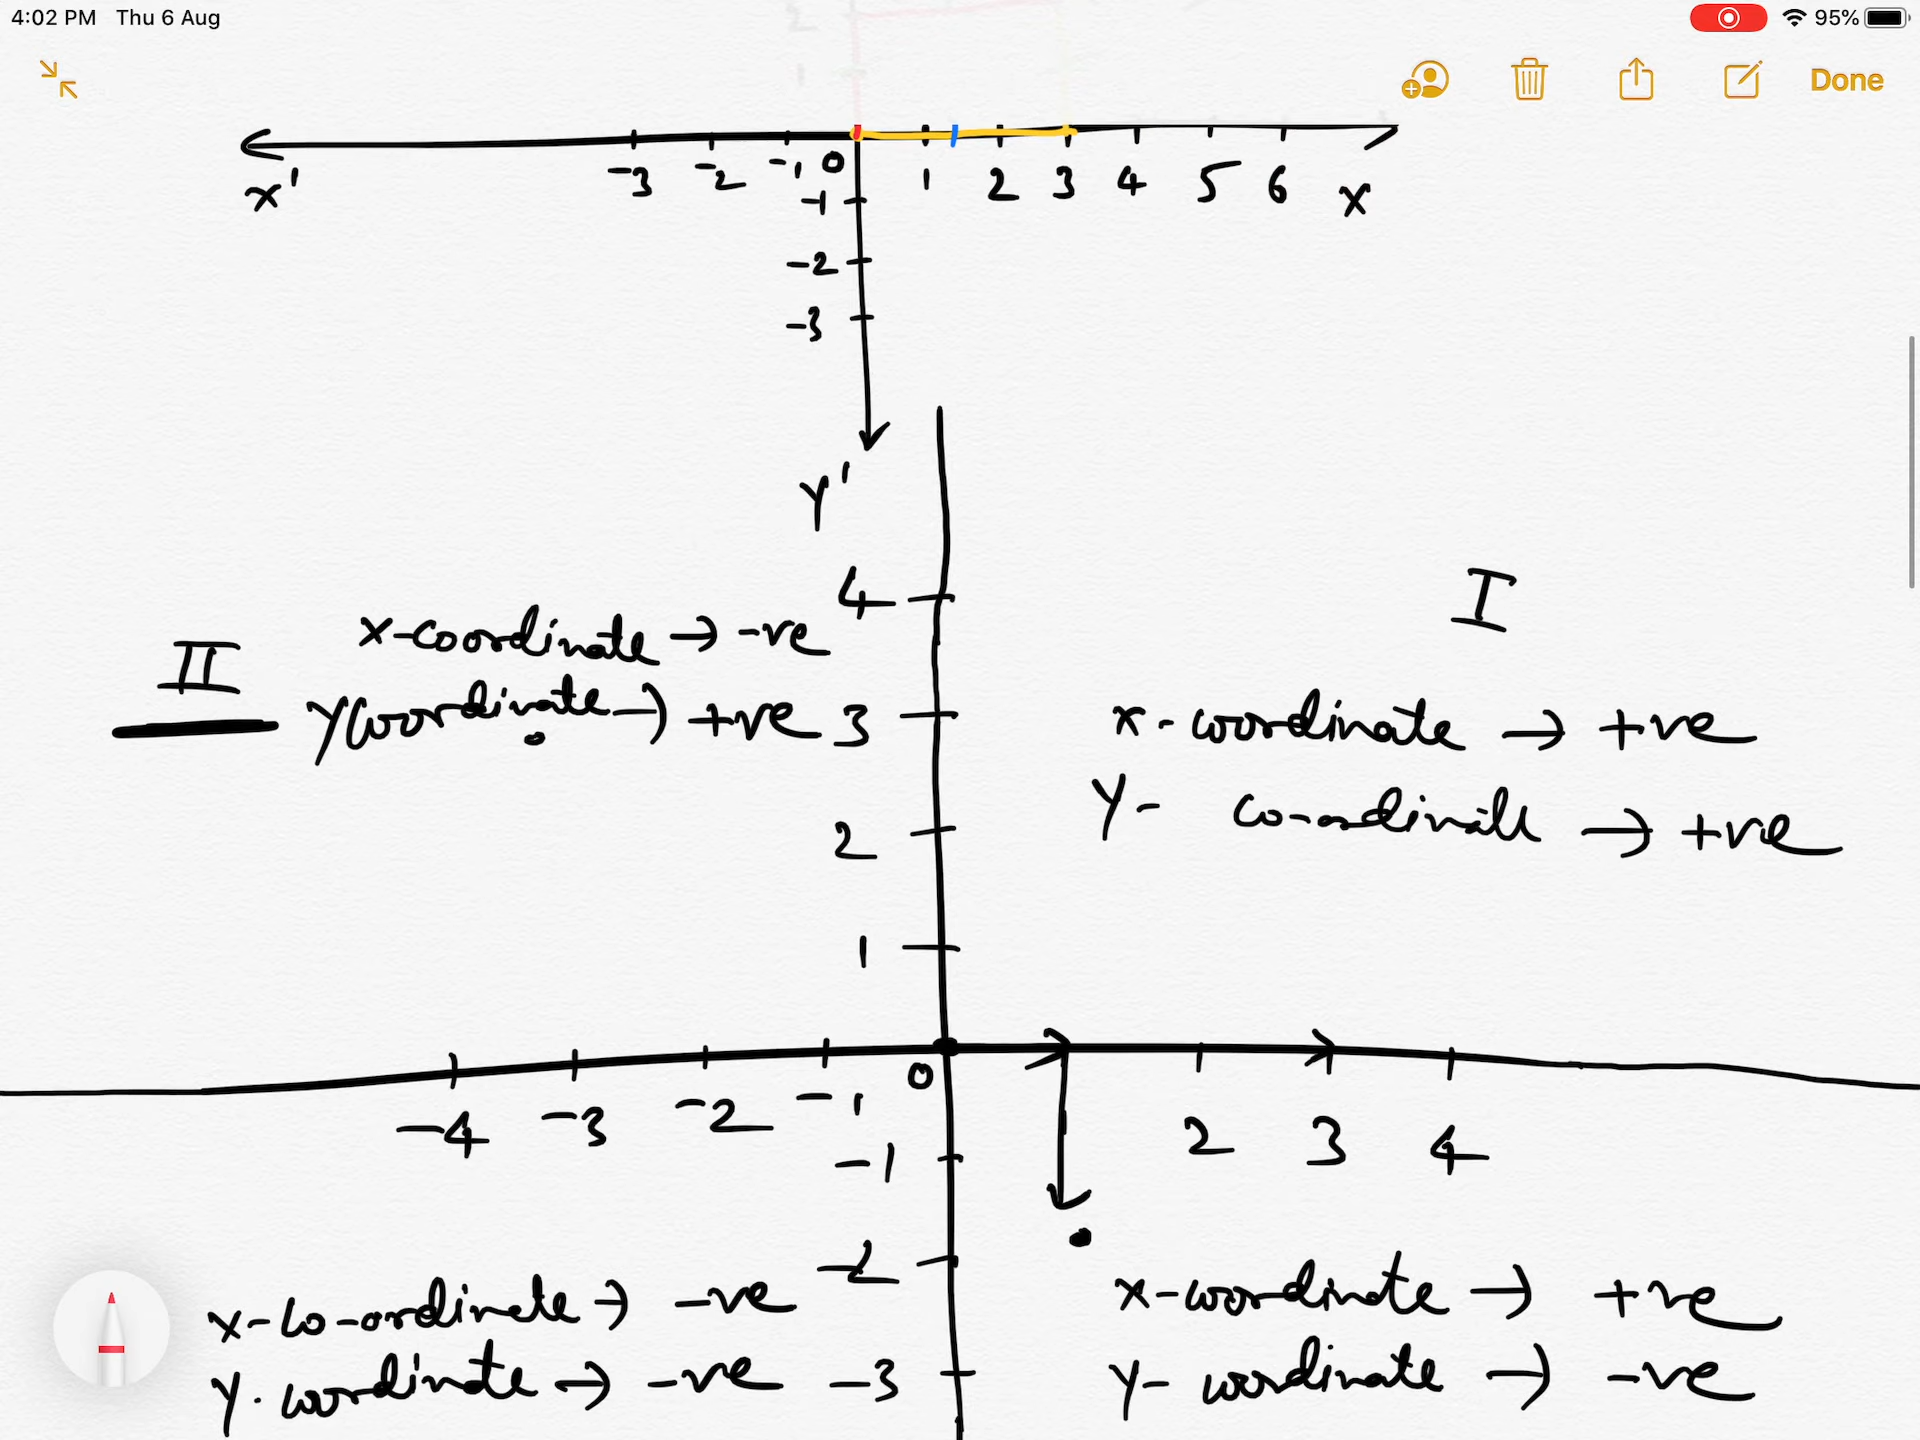 4:02 PM Thu 6 Aug 95%
Done
2
1
-3 -2 -1 0 1 2 3 4 5 6
x' x
-1
-2
-3
Y'
4
I
II
x-coordinate → -ve
y coordinate → +ve
3
x-coordinate → +ve
y- co-ordinate → +ve
2
1
0
-4 -3 -2 -1 2 3 4
-1
-2
x-co-ordinate → -ve
y-coordinate → -ve
-3
x-coordinate → +ve
y-coordinate → -ve